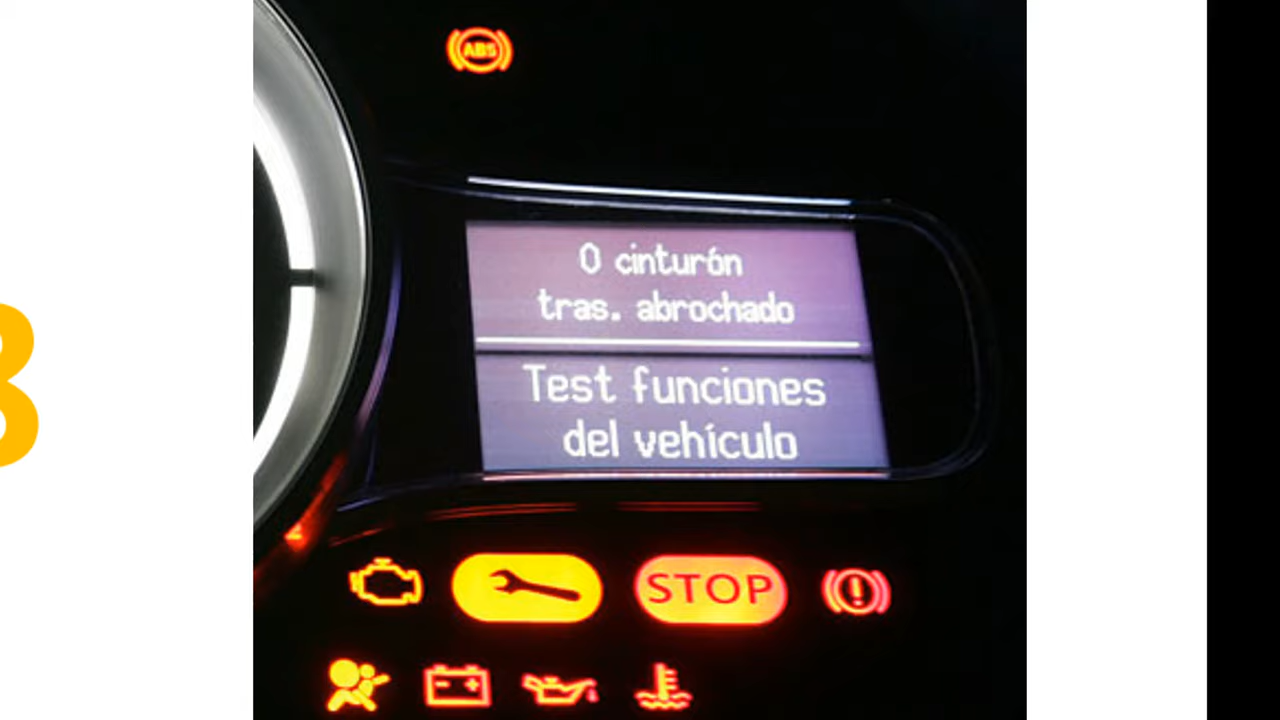 ABS
0 cinturón
tras. abrochado
Test funciones
del vehículo
STOP